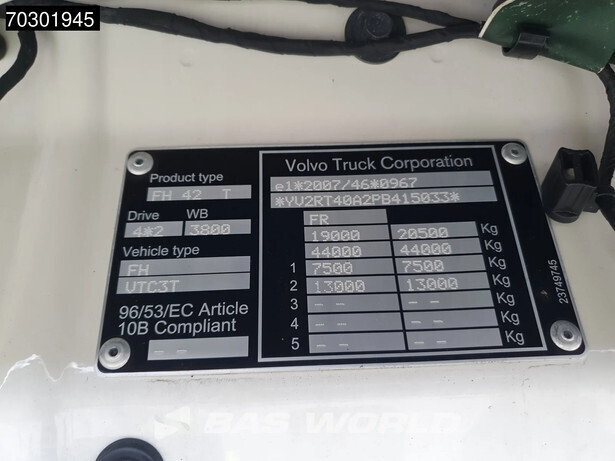 70301945
Product type
FH 42 T
Drive WB
4*2 3800
Vehicle type
FH
VTC3T
96/53/EC Article
10B Compliant
-- --
Volvo Truck Corporation
e1*2007/46*0967
*YV2RT40A2PB415033*
FR
19000 20500 Kg
44000 44000 Kg
1 7500 7500 Kg
2 13000 13000 Kg
3 -- -- -- -- Kg
4 -- -- -- -- Kg
5 -- -- -- -- Kg
23749745
BAS WORLD